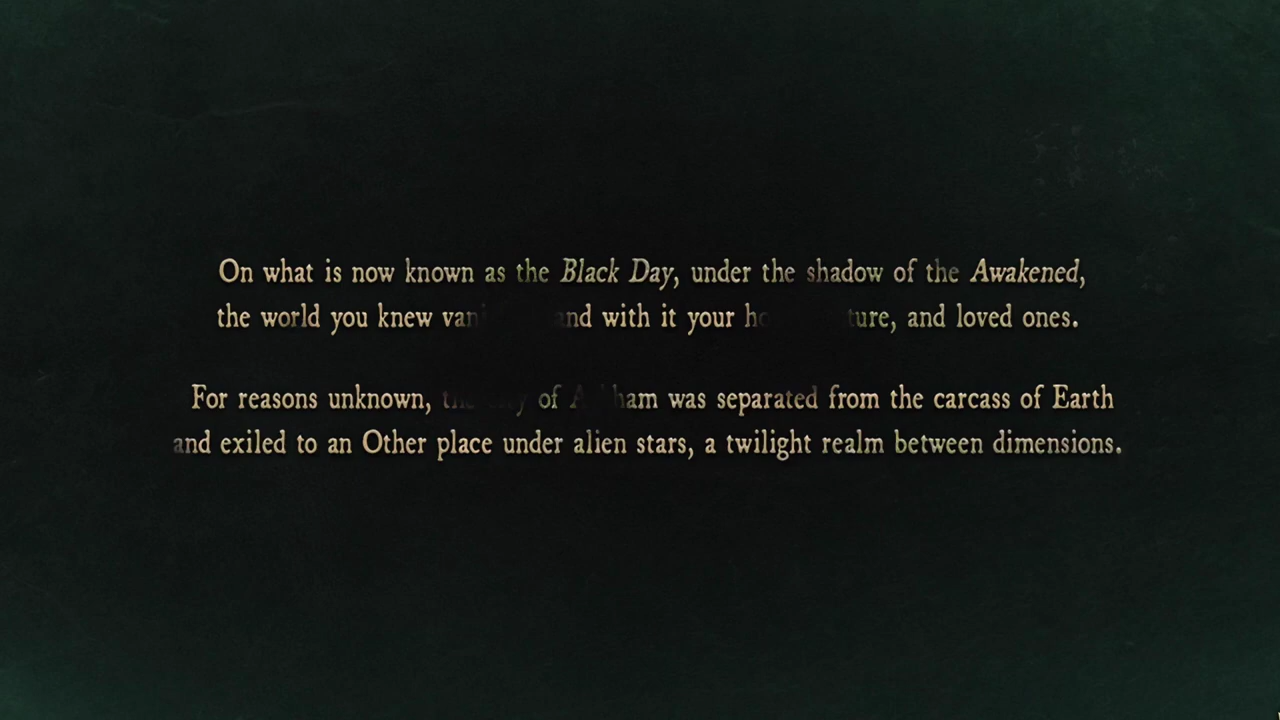 On what is now known as the Black Day, under the shadow of the Awakened,
the world you knew and with it your and loved ones.
For reasons unknown, the of was separated from the carcass of Earth
and exiled to an Other place under alien stars, a twilight realm between dimensions.